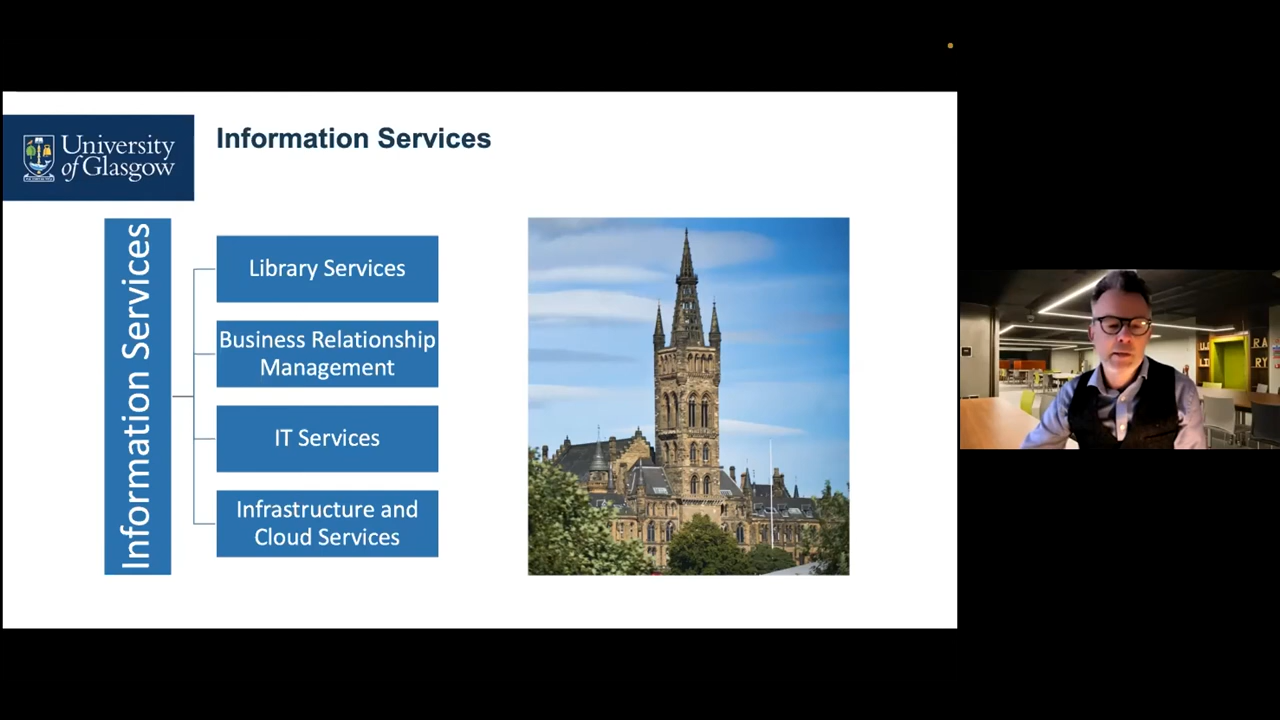 University
of Glasgow
Information Services
Information Services
Library Services
Business Relationship
Management
IT Services
Infrastructure and
Cloud Services